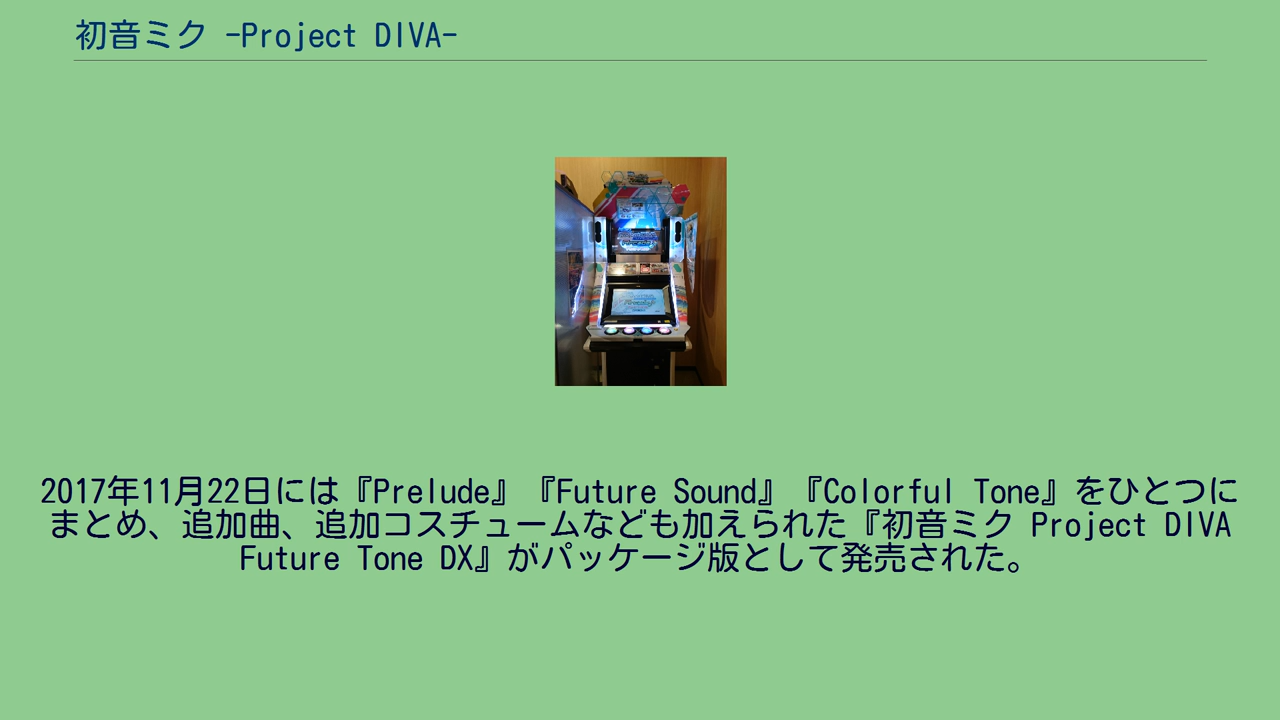 初音ミク -Project DIVA-
2017年11月22日には『Prelude』『Future Sound』『Colorful Tone』をひとつに
まとめ、追加曲、追加コスチュームなども加えられた『初音ミク Project DIVA
Future Tone DX』がパッケージ版として発売された。